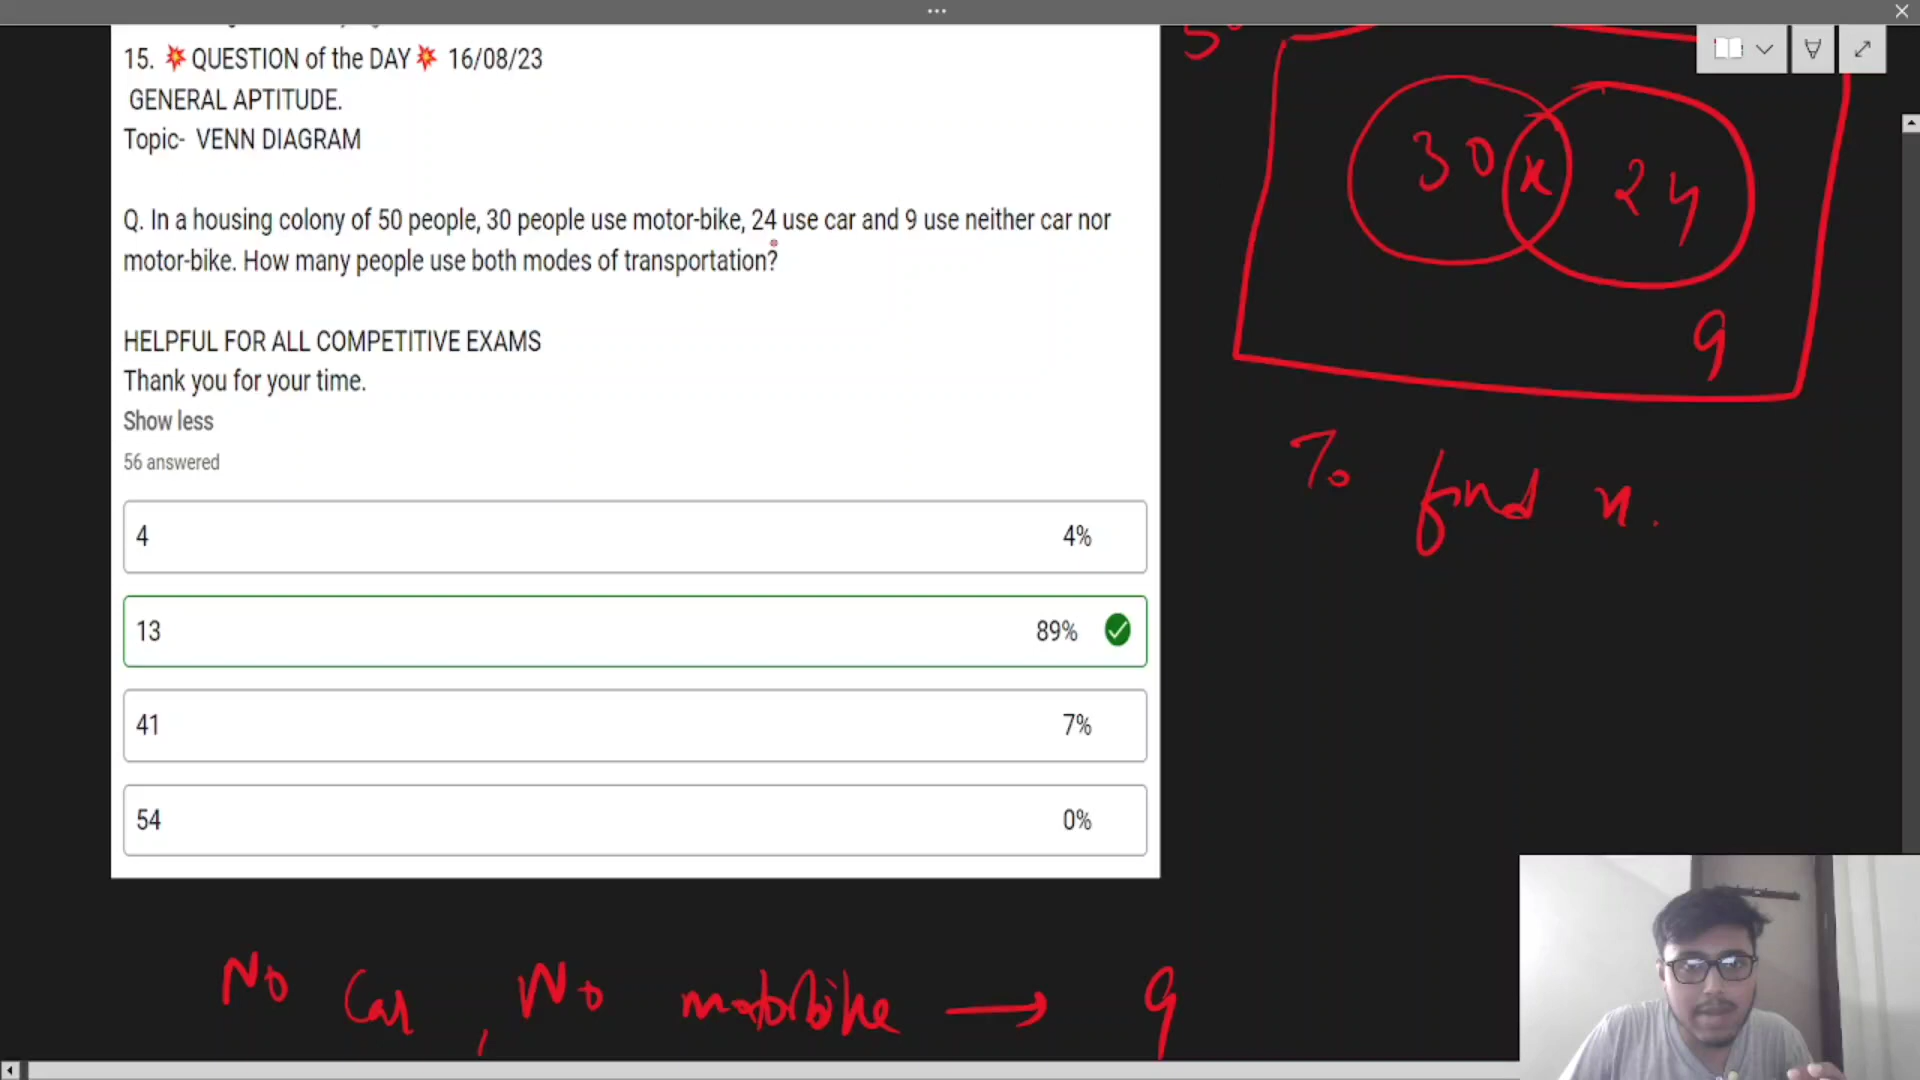 15. 💥 QUESTION of the DAY 💥 16/08/23
GENERAL APTITUDE.
Topic- VENN DIAGRAM
Q. In a housing colony of 50 people, 30 people use motor-bike, 24 use car and 9 use neither car nor
motor-bike. How many people use both modes of transportation?
HELPFUL FOR ALL COMPETITIVE EXAMS
Thank you for your time.
Show less
56 answered
4 4%
13 89%
41 7%
54 0%
30 x 24
9
To find x.
No Car, No motorbike → 9